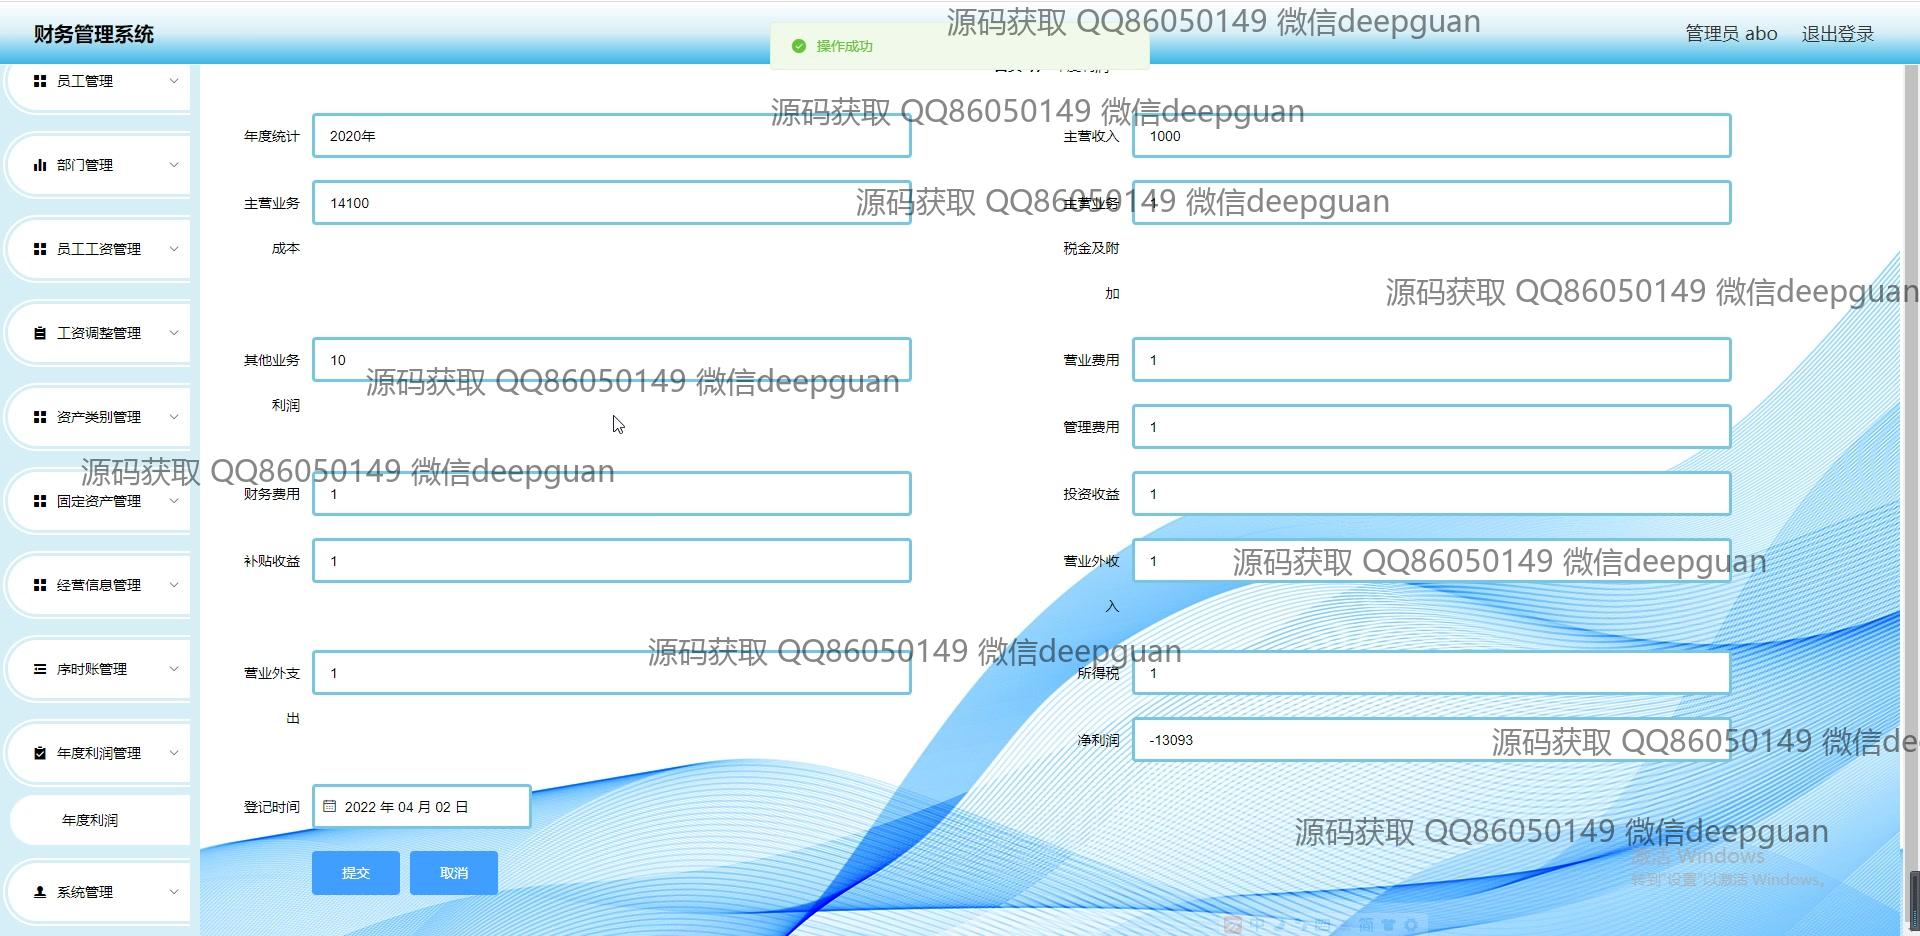 财务管理系统
源码获取 QQ86050149 微信deepguan
操作成功
管理员 abo
退出登录
员工管理
源码获取 QQ86050149 微信deepguan
年度统计
2020年
主营收入
1000
部门管理
主营业务
成本
14100
源码获取 QQ86050149 微信deepguan
主营业务
税金及附
加
1
员工工资管理
源码获取 QQ86050149 微信deepguan
工资调整管理
其他业务
利润
10
营业费用
1
源码获取 QQ86050149 微信deepguan
资产类别管理
管理费用
1
源码获取 QQ86050149 微信deepguan
固定资产管理
财务费用
1
投资收益
1
补贴收益
1
营业外收
入
1
源码获取 QQ86050149 微信deepguan
经营信息管理
源码获取 QQ86050149 微信deepguan
序时账管理
营业外支
出
1
所得税
1
年度利润管理
净利润
-13093
源码获取 QQ86050149 微信de
年度利润
登记时间
2022 年 04 月 02 日
源码获取 QQ86050149 微信deepguan
激活 Windows
转到"设置"以激活 Windows。
提交
取消
系统管理
中
简